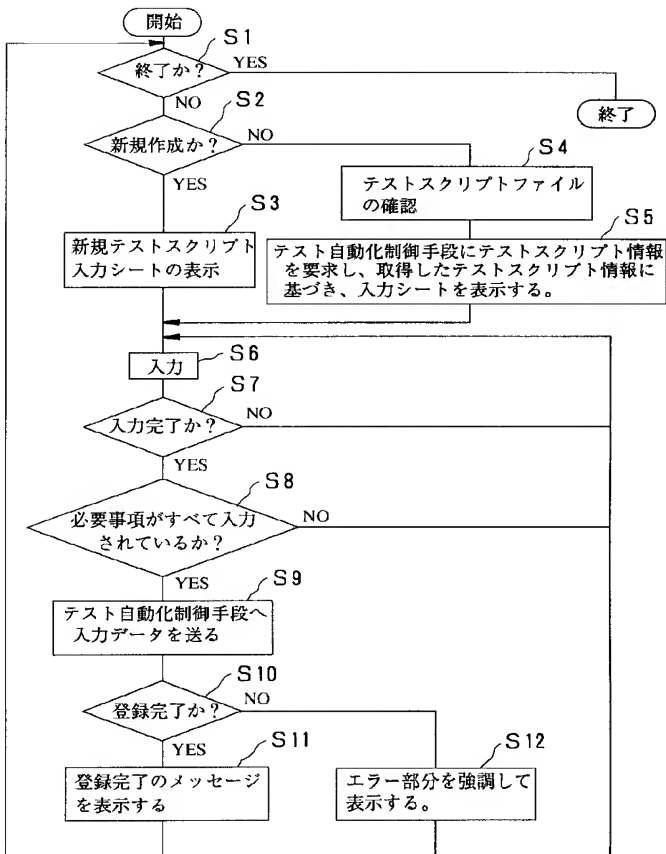 開始
S1
終了か?
YES
終了
NO
S2
新規作成か?
NO
YES
S4
テストスクリプトファイル
の確認
S3
新規テストスクリプト
入力シートの表示
S5
テスト自動化制御手段にテストスクリプト情報
を要求し、取得したテストスクリプト情報に
基づき、入力シートを表示する。
S6
入力
S7
入力完了か?
NO
YES
S8
必要事項がすべて入力
されているか?
NO
YES
S9
テスト自動化制御手段へ
入力データを送る
S10
登録完了か?
NO
YES
S11
登録完了のメッセージ
を表示する
S12
エラー部分を強調して
表示する。